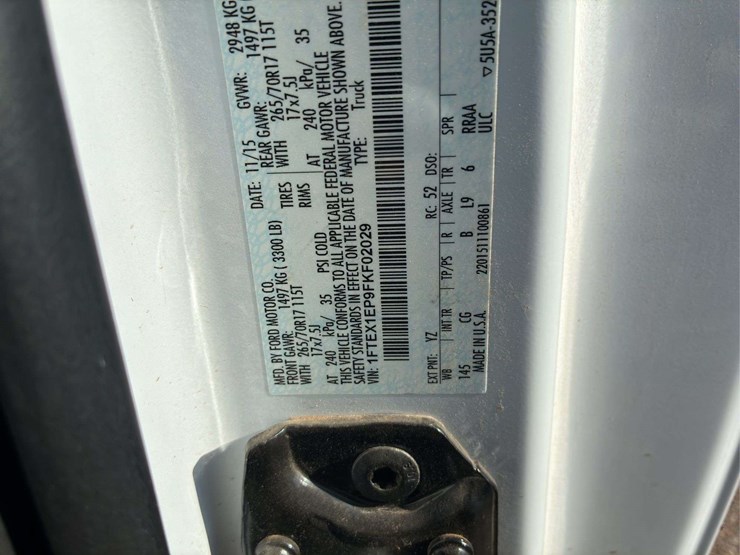 MFD. BY FORD MOTOR CO.
DATE: 11/15 GVWR: 2948 KG
FRONT GAWR: 1497 KG ( 3300 LB) REAR GAWR: 1497 KG
WITH 265/70R17 115T TIRES WITH 265/70R17 115T
17x7.5J RIMS 17x7.5J
AT 240 kPa/ 35 PSI COLD AT 240 kPa/ 35
THIS VEHICLE CONFORMS TO ALL APPLICABLE FEDERAL MOTOR VEHICLE
SAFETY STANDARDS IN EFFECT ON THE DATE OF MANUFACTURE SHOWN ABOVE.
VIN: 1FTEX1EP9FKF02029 TYPE: Truck
EXT PNT: YZ RC: 52 DSO:
WB INT TR TP/PS R AXLE TR SPR
145 CG B L9 6 RRAA
MADE IN U.S.A. 2201511100861 ULC
▽5U5A-352